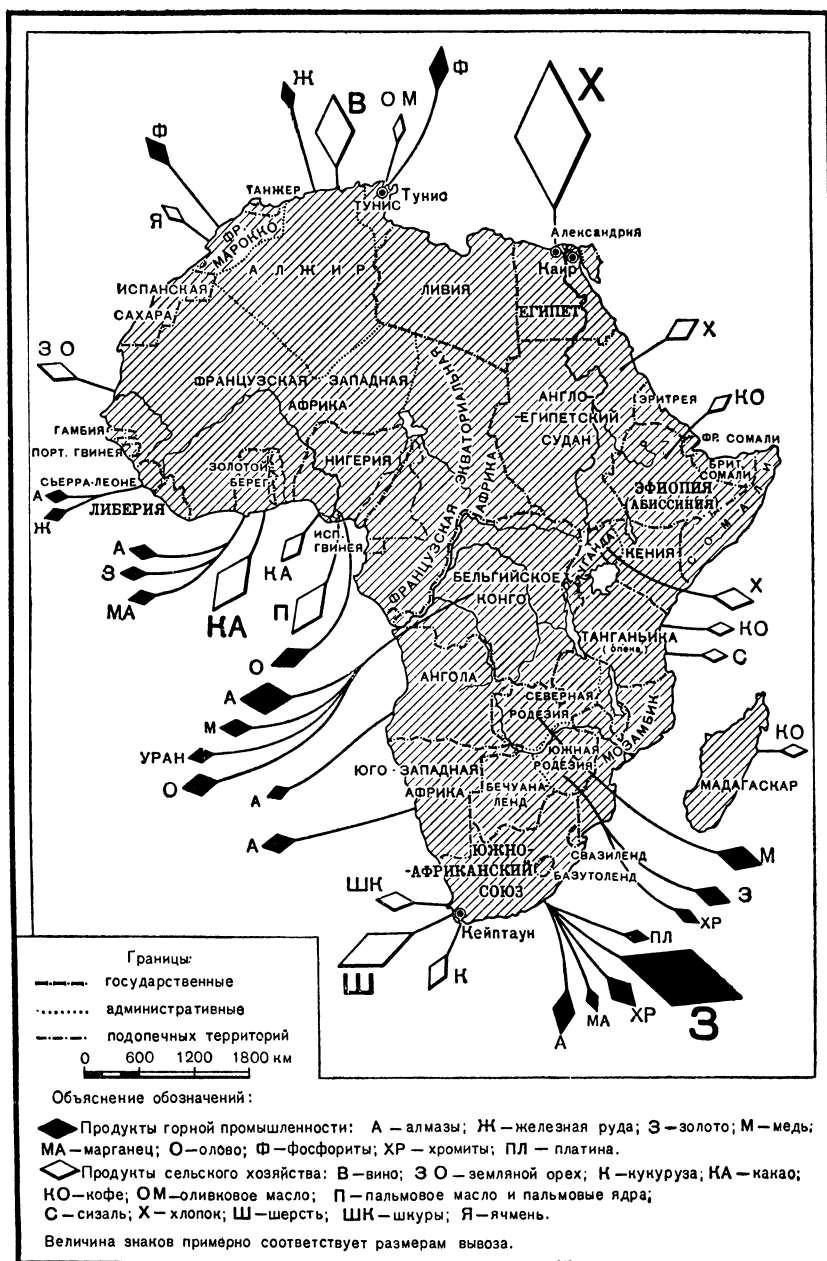 Ф
Ж
В
О М
Ф
Х
Я
ТАНЖЕР
ТУНИС
Тунис
ФР.
МАРОККО
АЛЖИР
Александрия
Каир
ИСПАНСКАЯ
САХАРА
ЛИВИЯ
ЕГИПЕТ
З О
Х
ФРАНЦУЗСКАЯ ЗАПАДНАЯ
АФРИКА
ФРАНЦУЗСКАЯ ЭКВАТОРИАЛЬНАЯ
АФРИКА
АНГЛО-
-ЕГИПЕТСКИЙ
СУДАН
ЭРИТРЕЯ
КО
ФР. СОМАЛИ
ГАМБИЯ
ПОРТ. ГВИНЕЯ
СЬЕРРА-ЛЕОНЕ
А
Ж
ЛИБЕРИЯ
ЗОЛОТОЙ
БЕРЕГ
НИГЕРИЯ
БРИТ.
СОМАЛИ
ЭФИОПИЯ
(АБИССИНИЯ)
СОМАЛИ
А
З
МА
КА
КА
П
О
ИСП.
ГВИНЕЯ
УГАНДА
КЕНИЯ
БЕЛЬГИЙСКОЕ
КОНГО
Х
КО
С
ТАНГАНЬИКА
(опека)
А
М
УРАН
О
А
А
АНГОЛА
СЕВЕРНАЯ
РОДЕЗИЯ
МОЗАМБИК
КО
МАДАГАСКАР
ЮЖНАЯ
РОДЕЗИЯ
ЮГО-ЗАПАДНАЯ
АФРИКА
БЕЧУАНА-
ЛЕНД
ЮЖНО-
-АФРИКАНСКИЙ
СОЮЗ
СВАЗИЛЕНД
БАЗУТОЛЕНД
М
З
ХР
ШК
Ш
К
Кейптаун
ПЛ
А
МА
ХР
З
Границы:
государственные
административные
подопечных территорий
0 600 1200 1800 км
Объяснение обозначений:
Продукты горной промышленности: А – алмазы; Ж – железная руда; З – золото; М – медь;
МА – марганец; О – олово; Ф – фосфориты; ХР – хромиты; ПЛ – платина.
Продукты сельского хозяйства: В – вино; З О – земляной орех; К – кукуруза; КА – какао;
КО – кофе; ОМ – оливковое масло; П – пальмовое масло и пальмовые ядра;
С – сизаль; Х – хлопок; Ш – шерсть; ШК – шкуры; Я – ячмень.
Величина знаков примерно соответствует размерам вывоза.